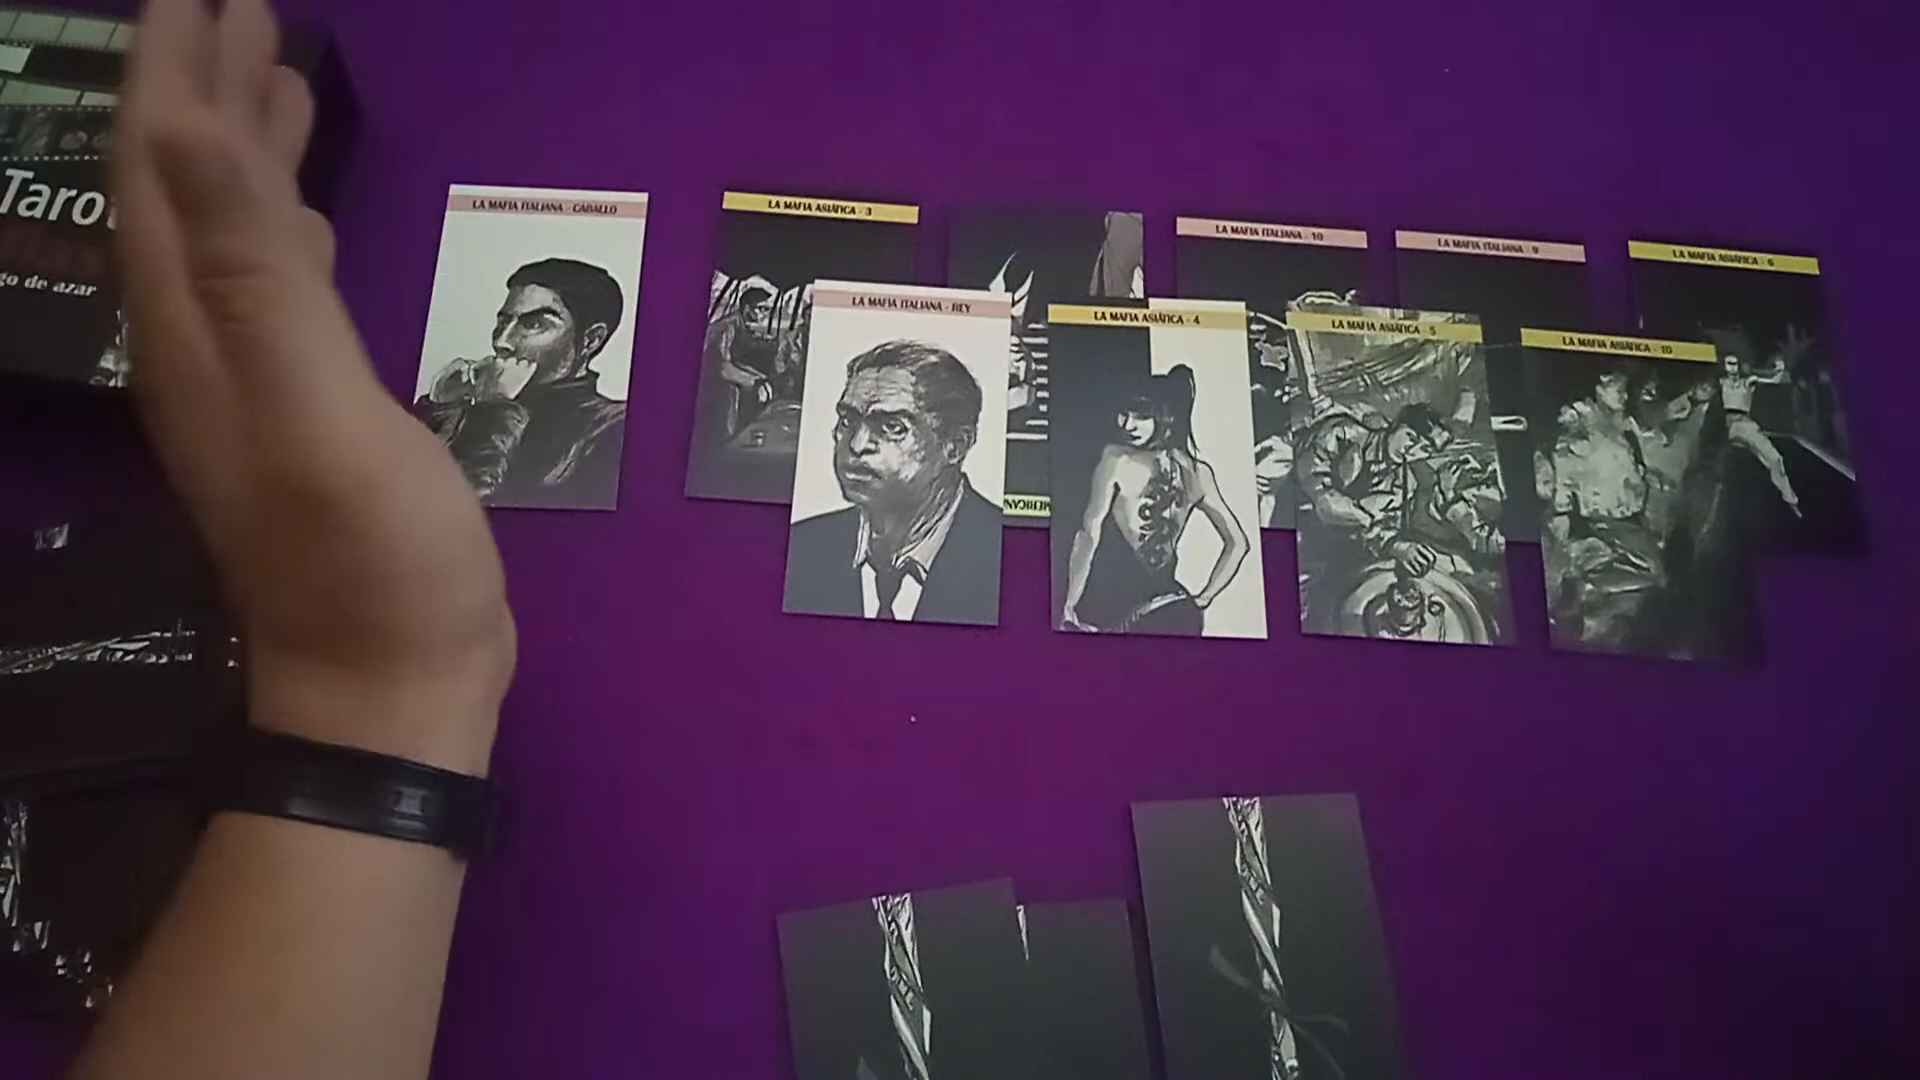 Taro
go de azar
LA MAFIA ITALIANA - CABALLO
LA MAFIA ASIÁTICA - 3
LA MAFIA ITALIANA - 10
LA MAFIA ITALIANA - 9
LA MAFIA ASIÁTICA - 6
LA MAFIA ITALIANA - REY
LA MAFIA ASIÁTICA - 4
LA MAFIA ASIÁTICA - 5
LA MAFIA ASIÁTICA - 10
MERICAN